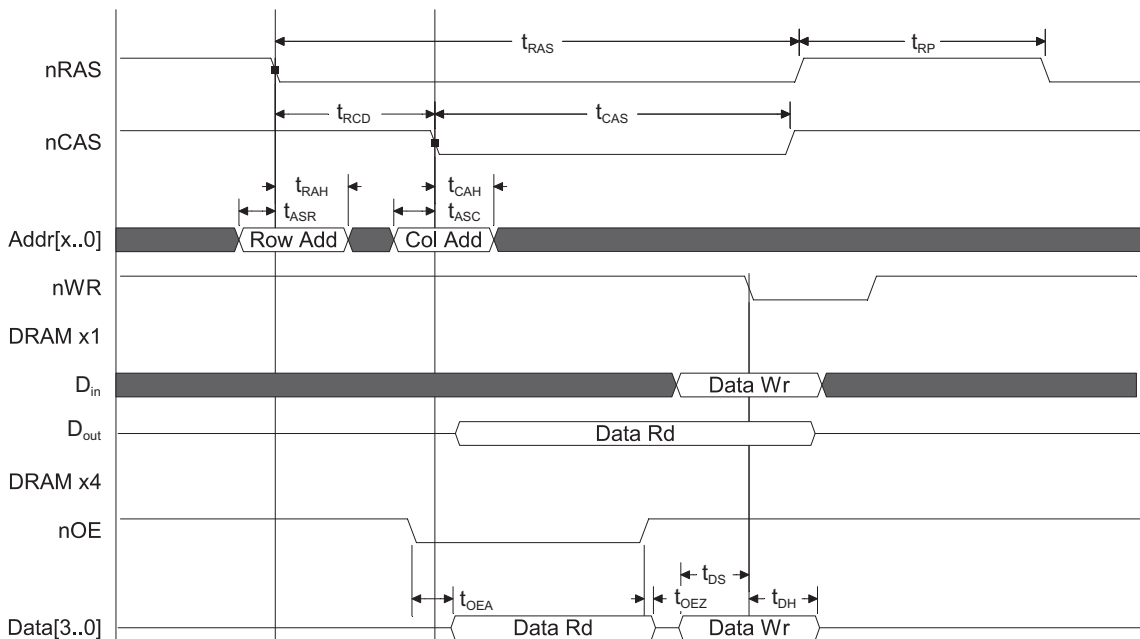 tRAS
tRP
nRAS
tRCD
tCAS
nCAS
tRAH
tCAH
tASR
tASC
Addr[x..0]
Row Add
Col Add
nWR
DRAM x1
Din
Data Wr
Dout
Data Rd
DRAM x4
nOE
tDS
tOEA
tOEZ
tDH
Data[3..0]
Data Rd
Data Wr